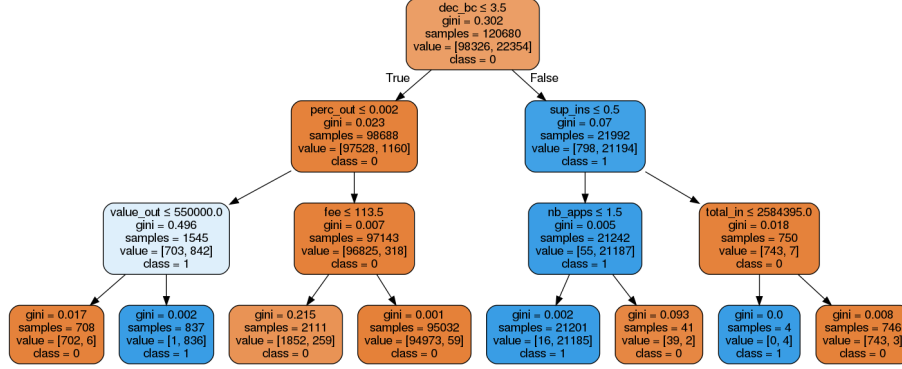 dec_bc ≤ 3.5
gini = 0.302
samples = 120680
value = [98326, 22354]
class = 0
True
False
perc_out ≤ 0.002
gini = 0.023
samples = 98688
value = [97528, 1160]
class = 0
sup_ins ≤ 0.5
gini = 0.07
samples = 21992
value = [798, 21194]
class = 1
value_out ≤ 550000.0
gini = 0.496
samples = 1545
value = [703, 842]
class = 1
fee ≤ 113.5
gini = 0.007
samples = 97143
value = [96825, 318]
class = 0
nb_apps ≤ 1.5
gini = 0.005
samples = 21242
value = [55, 21187]
class = 1
total_in ≤ 2584395.0
gini = 0.018
samples = 750
value = [743, 7]
class = 0
gini = 0.017
samples = 708
value = [702, 6]
class = 0
gini = 0.002
samples = 837
value = [1, 836]
class = 1
gini = 0.215
samples = 2111
value = [1852, 259]
class = 0
gini = 0.001
samples = 95032
value = [94973, 59]
class = 0
gini = 0.002
samples = 21201
value = [16, 21185]
class = 1
gini = 0.093
samples = 41
value = [39, 2]
class = 0
gini = 0.0
samples = 4
value = [0, 4]
class = 1
gini = 0.008
samples = 746
value = [743, 3]
class = 0